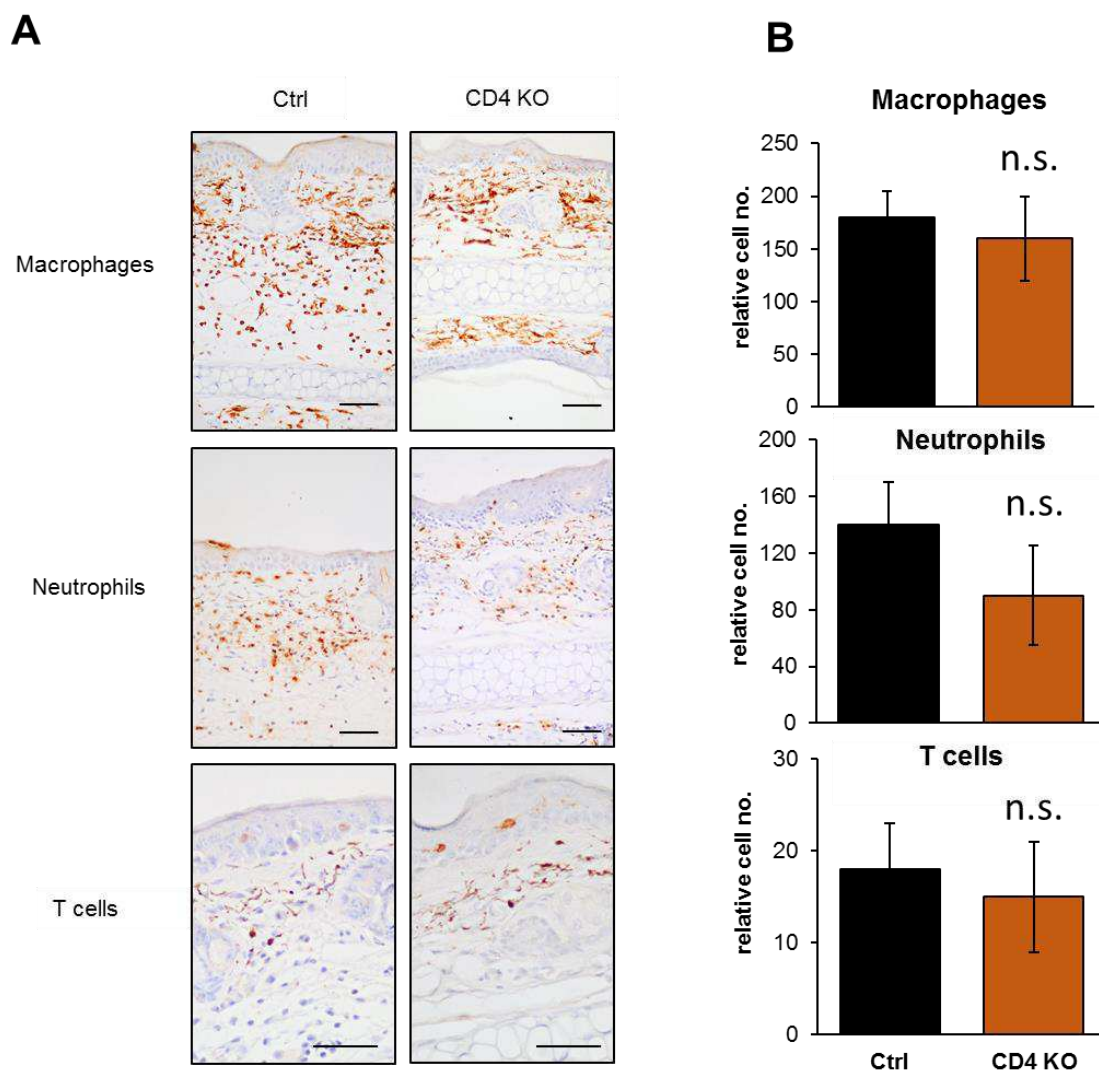 A
Ctrl
CD4 KO
Macrophages
Neutrophils
T cells
B
Macrophages
relative cell no.
250
200
150
100
50
0
n.s.
Neutrophils
relative cell no.
200
160
120
80
40
0
n.s.
T cells
relative cell no.
30
20
10
0
n.s.
Ctrl
CD4 KO